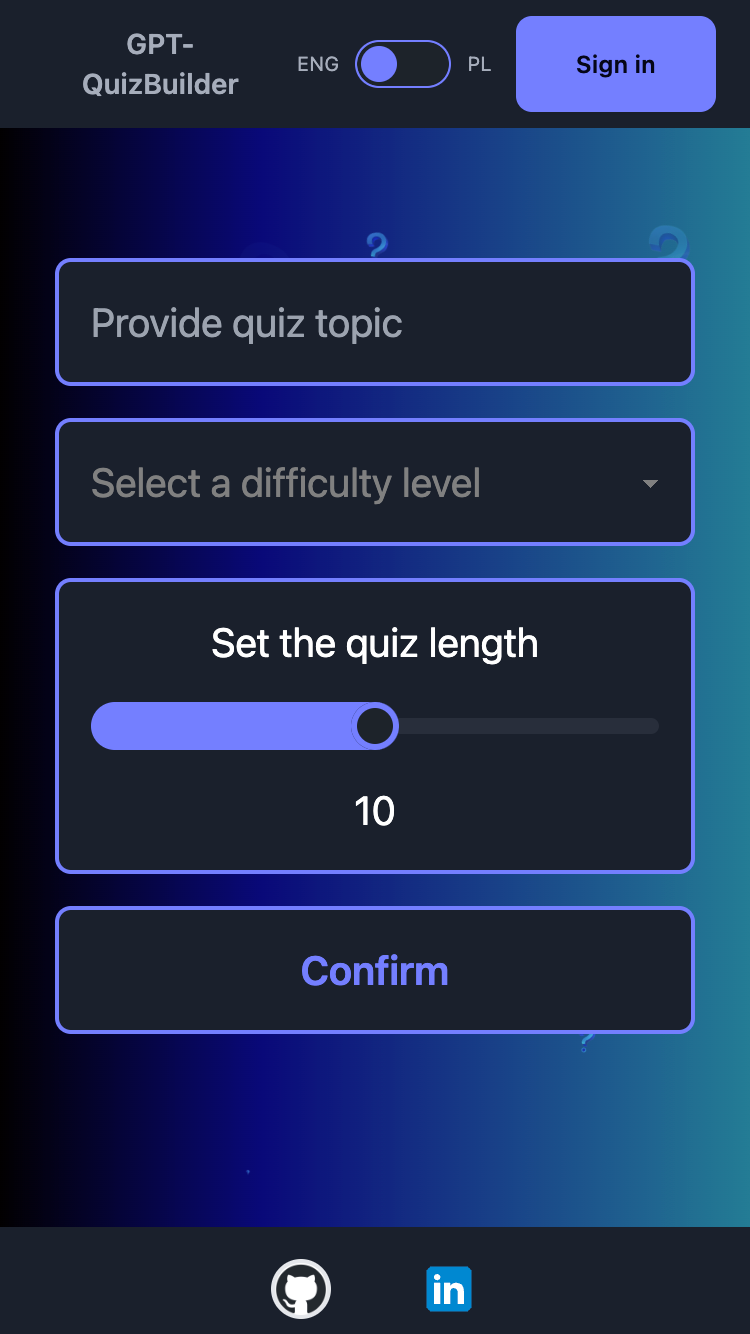 GPT-
QuizBuilder
ENG
PL
Sign in
?
?
Provide quiz topic
Select a difficulty level
Set the quiz length
10
Confirm
?
in